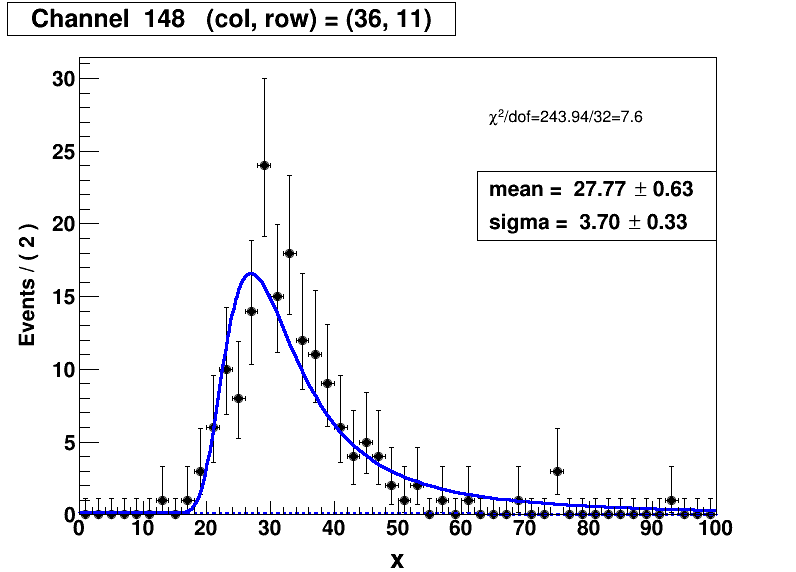 Channel 148 (col, row) = (36, 11)
χ²/dof=243.94/32=7.6
mean = 27.77 ± 0.63
sigma = 3.70 ± 0.33
Events / ( 2 )
30
25
20
15
10
5
0
0 10 20 30 40 50 60 70 80 90 100
x